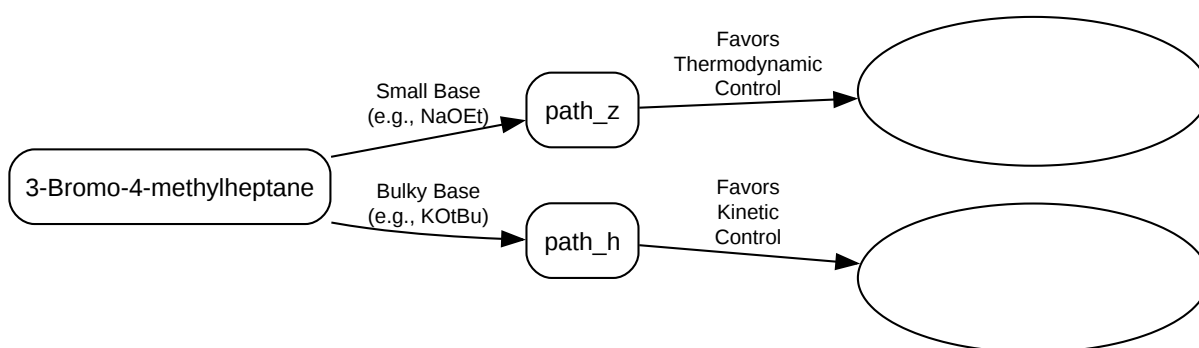 3-Bromo-4-methylheptane
Small Base
(e.g., NaOEt)
path_z
Favors
Thermodynamic
Control
Bulky Base
(e.g., KOtBu)
path_h
Favors
Kinetic
Control